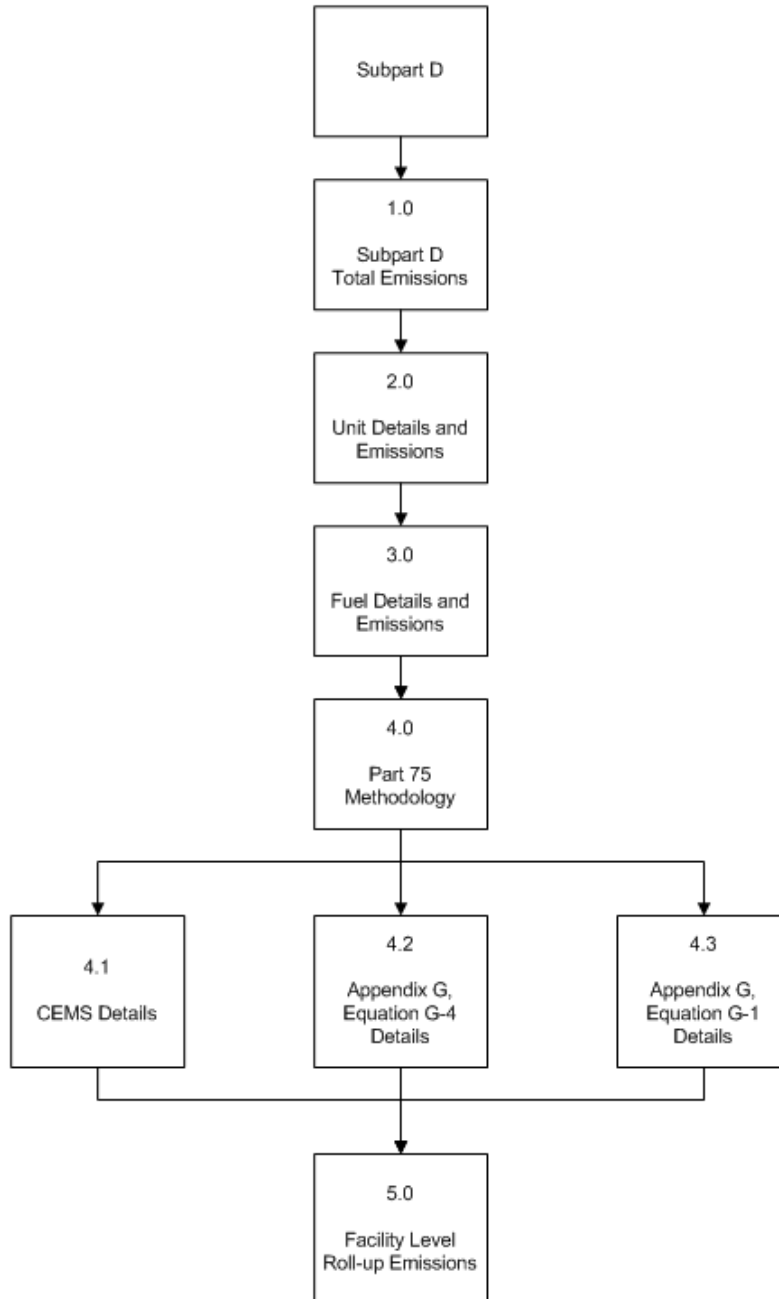 Subpart D
1.0
Subpart D
Total Emissions
2.0
Unit Details and
Emissions
3.0
Fuel Details and
Emissions
4.0
Part 75
Methodology
4.1
CEMS Details
4.2
Appendix G,
Equation G-4
Details
4.3
Appendix G,
Equation G-1
Details
5.0
Facility Level
Roll-up Emissions